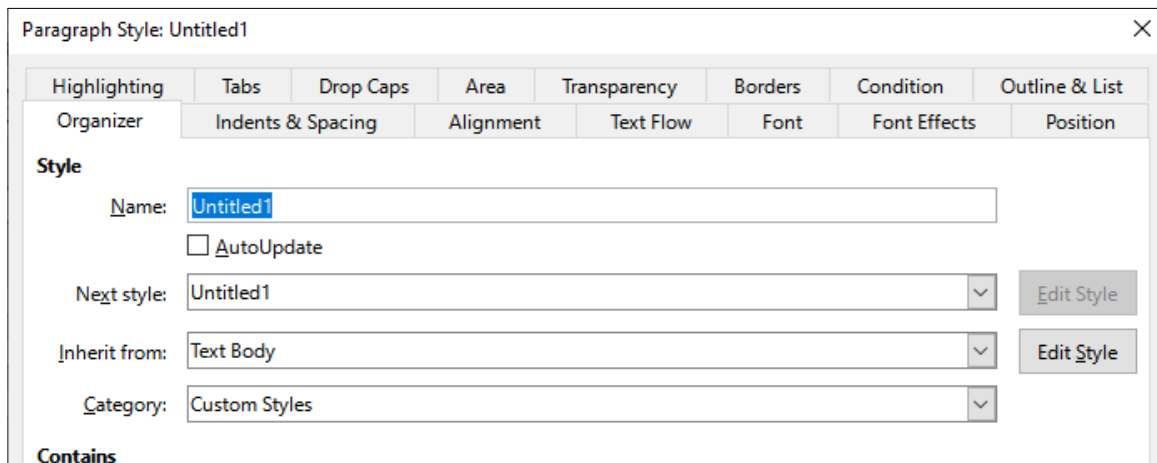 Paragraph Style: Untitled1
Highlighting Tabs Drop Caps Area Transparency Borders Condition Outline & List
Organizer Indents & Spacing Alignment Text Flow Font Font Effects Position
Style
Name: Untitled1
AutoUpdate
Next style: Untitled1 Edit Style
Inherit from: Text Body Edit Style
Category: Custom Styles
Contains